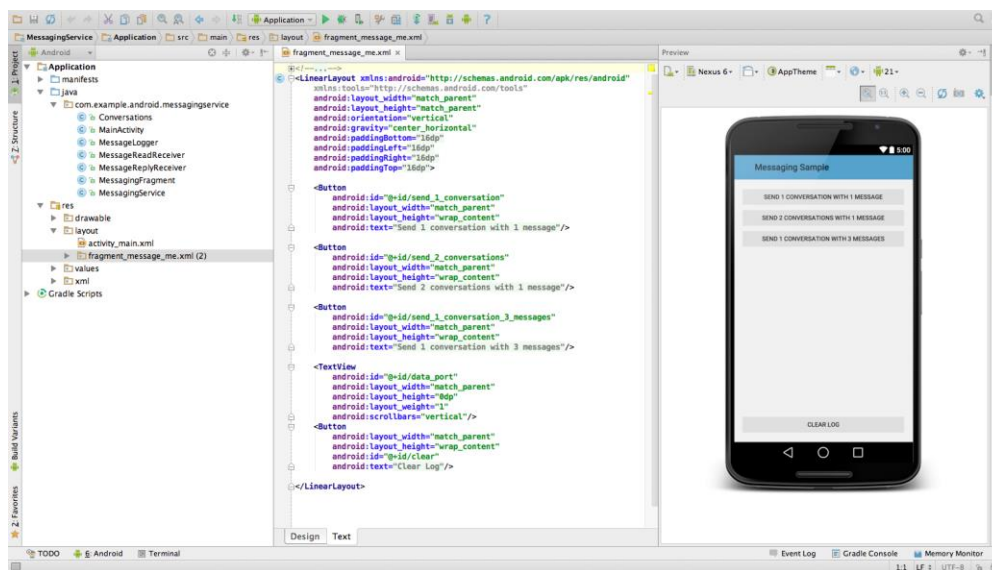 Application
MessagingService Application src main res layout fragment_message_me.xml
Android
fragment_message_me.xml
Preview
1: Project
Z: Structure
Build Variants
2: Favorites
Application
manifests
java
com.example.android.messagingservice
Conversations
MainActivity
MessageLogger
MessageReadReceiver
MessageReplyReceiver
MessagingFragment
MessagingService
res
drawable
layout
activity_main.xml
fragment_message_me.xml (2)
values
xml
Gradle Scripts
<!--...-->
<LinearLayout xmlns:android="http://schemas.android.com/apk/res/android"
xmlns:tools="http://schemas.android.com/tools"
android:layout_width="match_parent"
android:layout_height="match_parent"
android:orientation="vertical"
android:gravity="center_horizontal"
android:paddingBottom="16dp"
android:paddingLeft="16dp"
android:paddingRight="16dp"
android:paddingTop="16dp">
<Button
android:id="@+id/send_1_conversation"
android:layout_width="match_parent"
android:layout_height="wrap_content"
android:text="Send 1 conversation with 1 message"/>
<Button
android:id="@+id/send_2_conversations"
android:layout_width="match_parent"
android:layout_height="wrap_content"
android:text="Send 2 conversations with 1 message"/>
<Button
android:id="@+id/send_1_conversation_3_messages"
android:layout_width="match_parent"
android:layout_height="wrap_content"
android:text="Send 1 conversation with 3 messages"/>
<TextView
android:id="@+id/data_port"
android:layout_width="match_parent"
android:layout_height="0dp"
android:layout_weight="1"
android:scrollbars="vertical"/>
<Button
android:layout_width="match_parent"
android:layout_height="wrap_content"
android:id="@+id/clear"
android:text="Clear Log"/>
</LinearLayout>
Design Text
Nexus 6 AppTheme 21
5:00
Messaging Sample
SEND 1 CONVERSATION WITH 1 MESSAGE
SEND 2 CONVERSATIONS WITH 1 MESSAGE
SEND 1 CONVERSATION WITH 3 MESSAGES
CLEAR LOG
TODO 6: Android Terminal
Event Log Gradle Console Memory Monitor
1:1 LF UTF-8